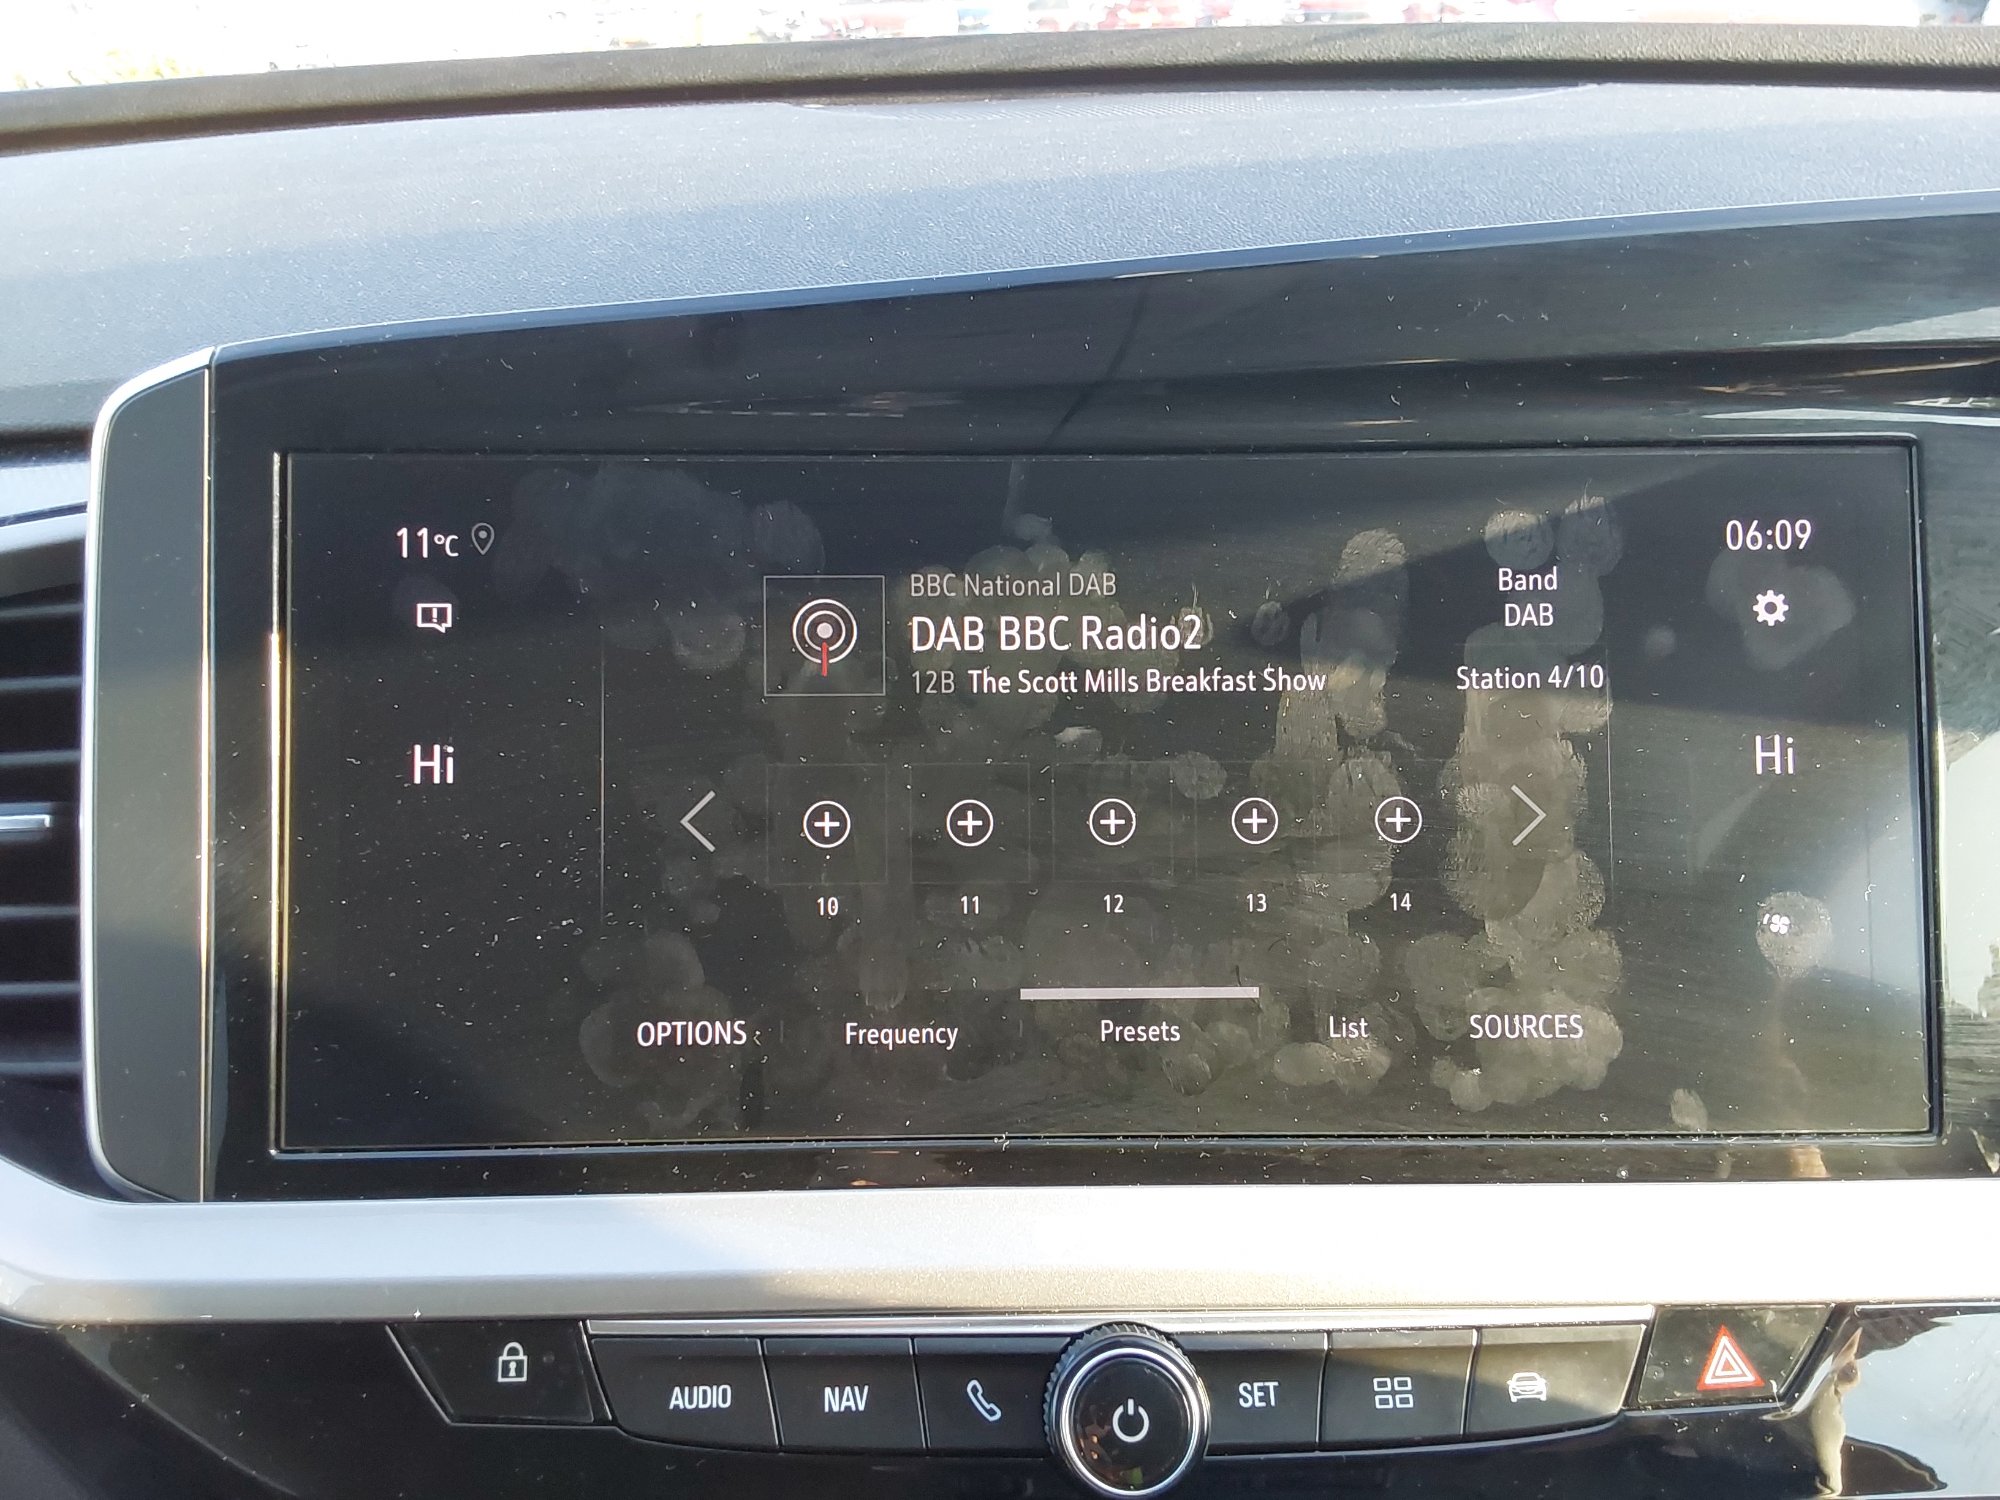 11°C
06:09
BBC National DAB
Band
DAB
DAB BBC Radio2
12B The Scott Mills Breakfast Show
Station 4/10
Hi
Hi
10 11 12 13 14
OPTIONS Frequency Presets List SOURCES
AUDIO NAV SET